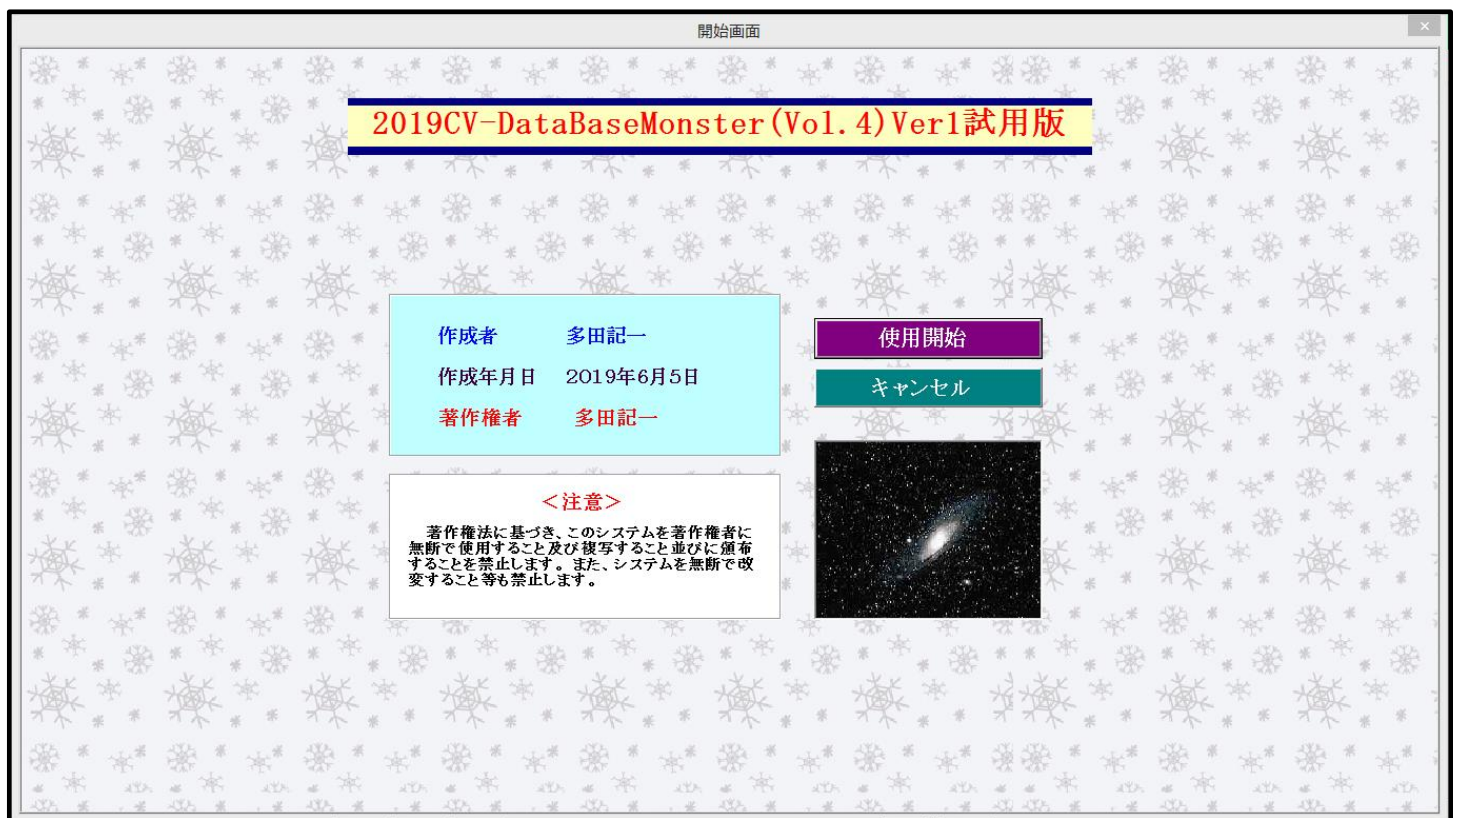 開始画面
2019CV-DataBaseMonster(Vol.4)Ver1試用版
作成者 多田記一
作成年月日 2019年6月5日
著作権者 多田記一
使用開始
キャンセル
＜注意＞
著作権法に基づき、このシステムを著作権者に
無断で使用すること及び複写すること並びに頒布
することを禁止します。また、システムを無断で改
変すること等も禁止します。